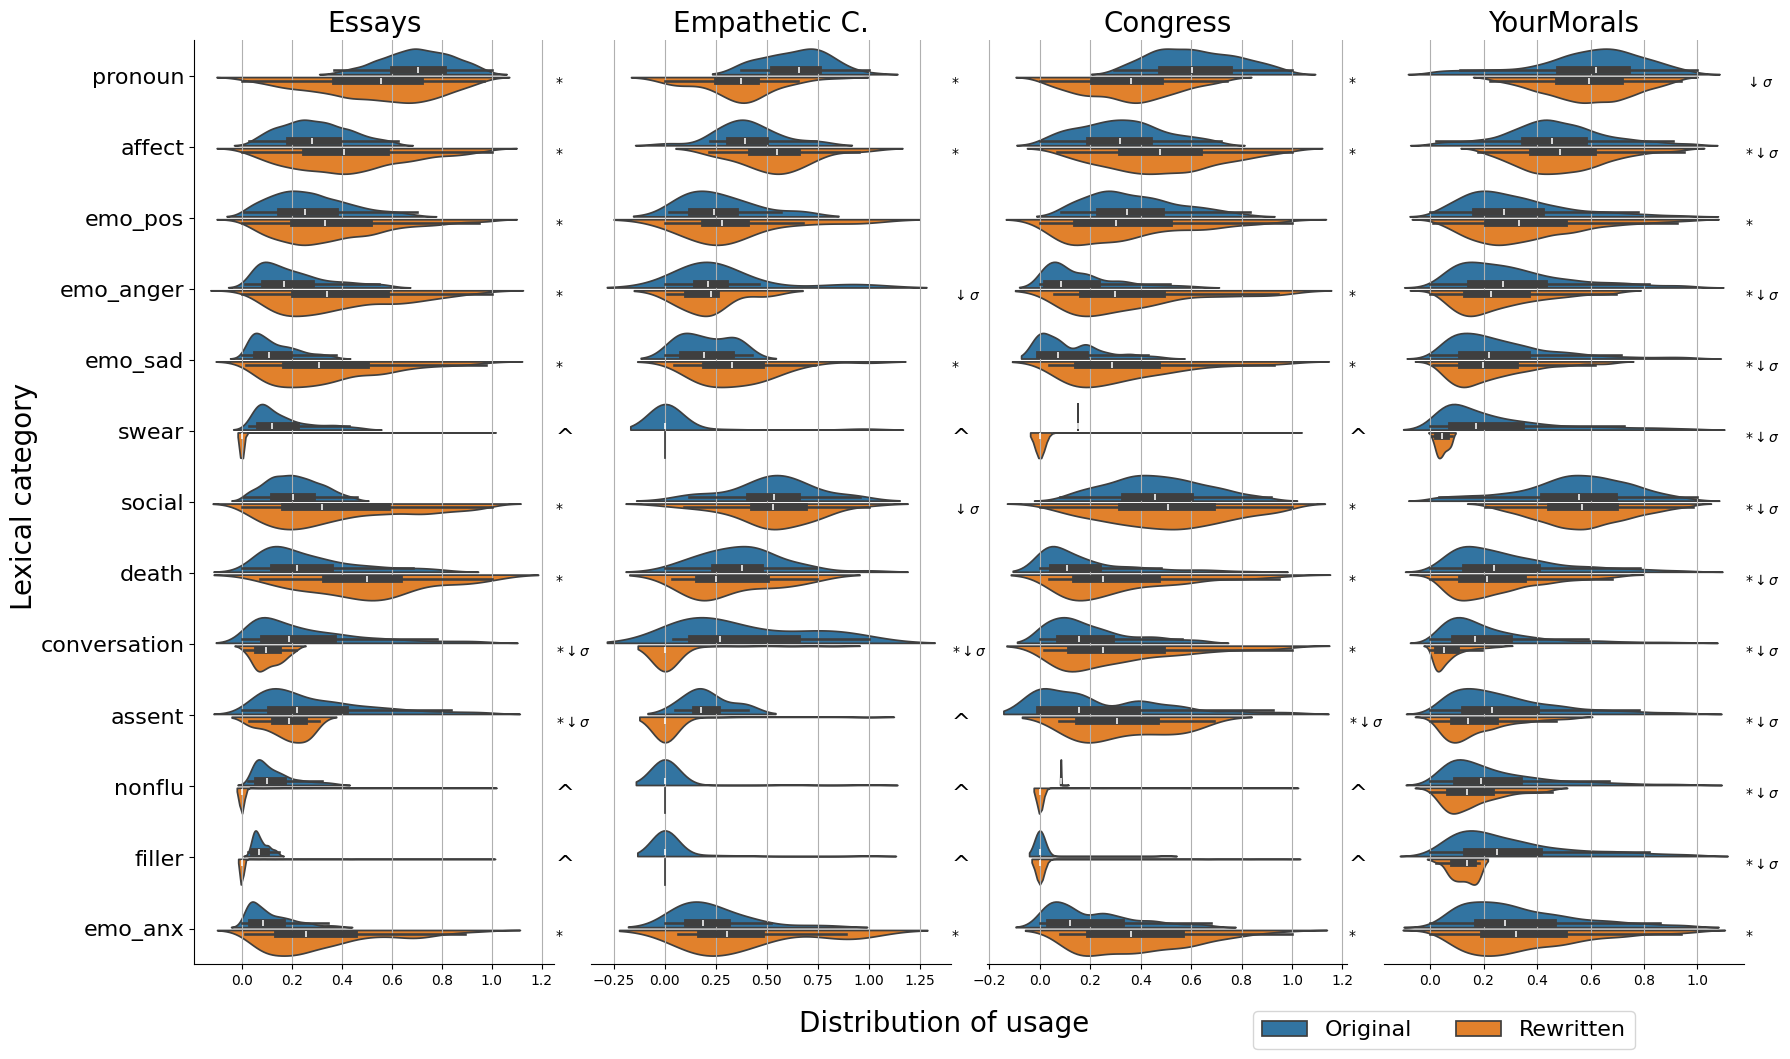 Essays Empathetic C. Congress YourMorals
Lexical category
pronoun * * * ↓σ
affect * * * *↓σ
emo_pos * *
emo_anger * ↓σ * *↓σ
emo_sad * * * *↓σ
swear ^ ^ ^ *↓σ
social * ↓σ * *↓σ
death * * *↓σ
conversation *↓σ *↓σ * *↓σ
assent *↓σ ^ *↓σ *↓σ
nonflu ^ ^ ^ *↓σ
filler ^ ^ ^ *↓σ
emo_anx * * *
0.0 0.2 0.4 0.6 0.8 1.0 1.2 −0.25 0.00 0.25 0.50 0.75 1.00 1.25 −0.2 0.0 0.2 0.4 0.6 0.8 1.0 1.2 0.0 0.2 0.4 0.6 0.8 1.0
Distribution of usage
Original Rewritten